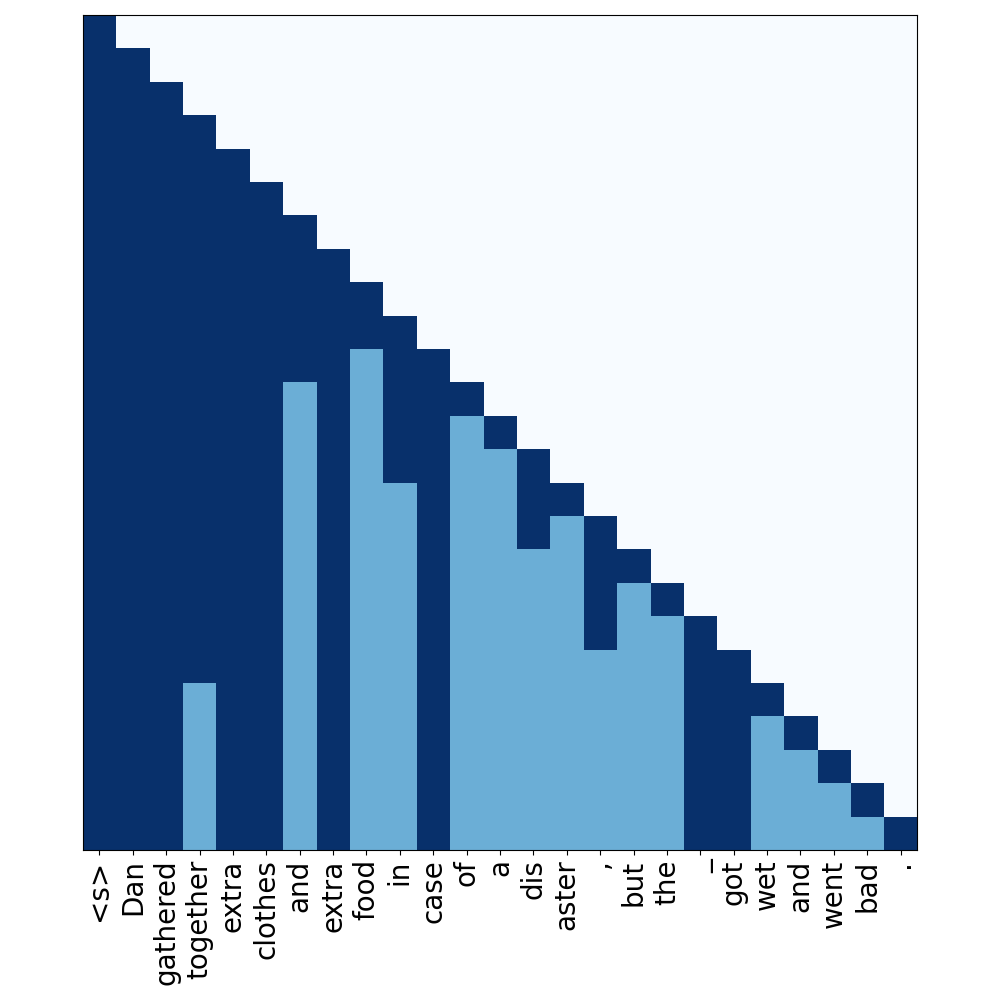 <s> Dan gathered together extra clothes and extra food in case of a dis aster , but the _ got wet and went bad .